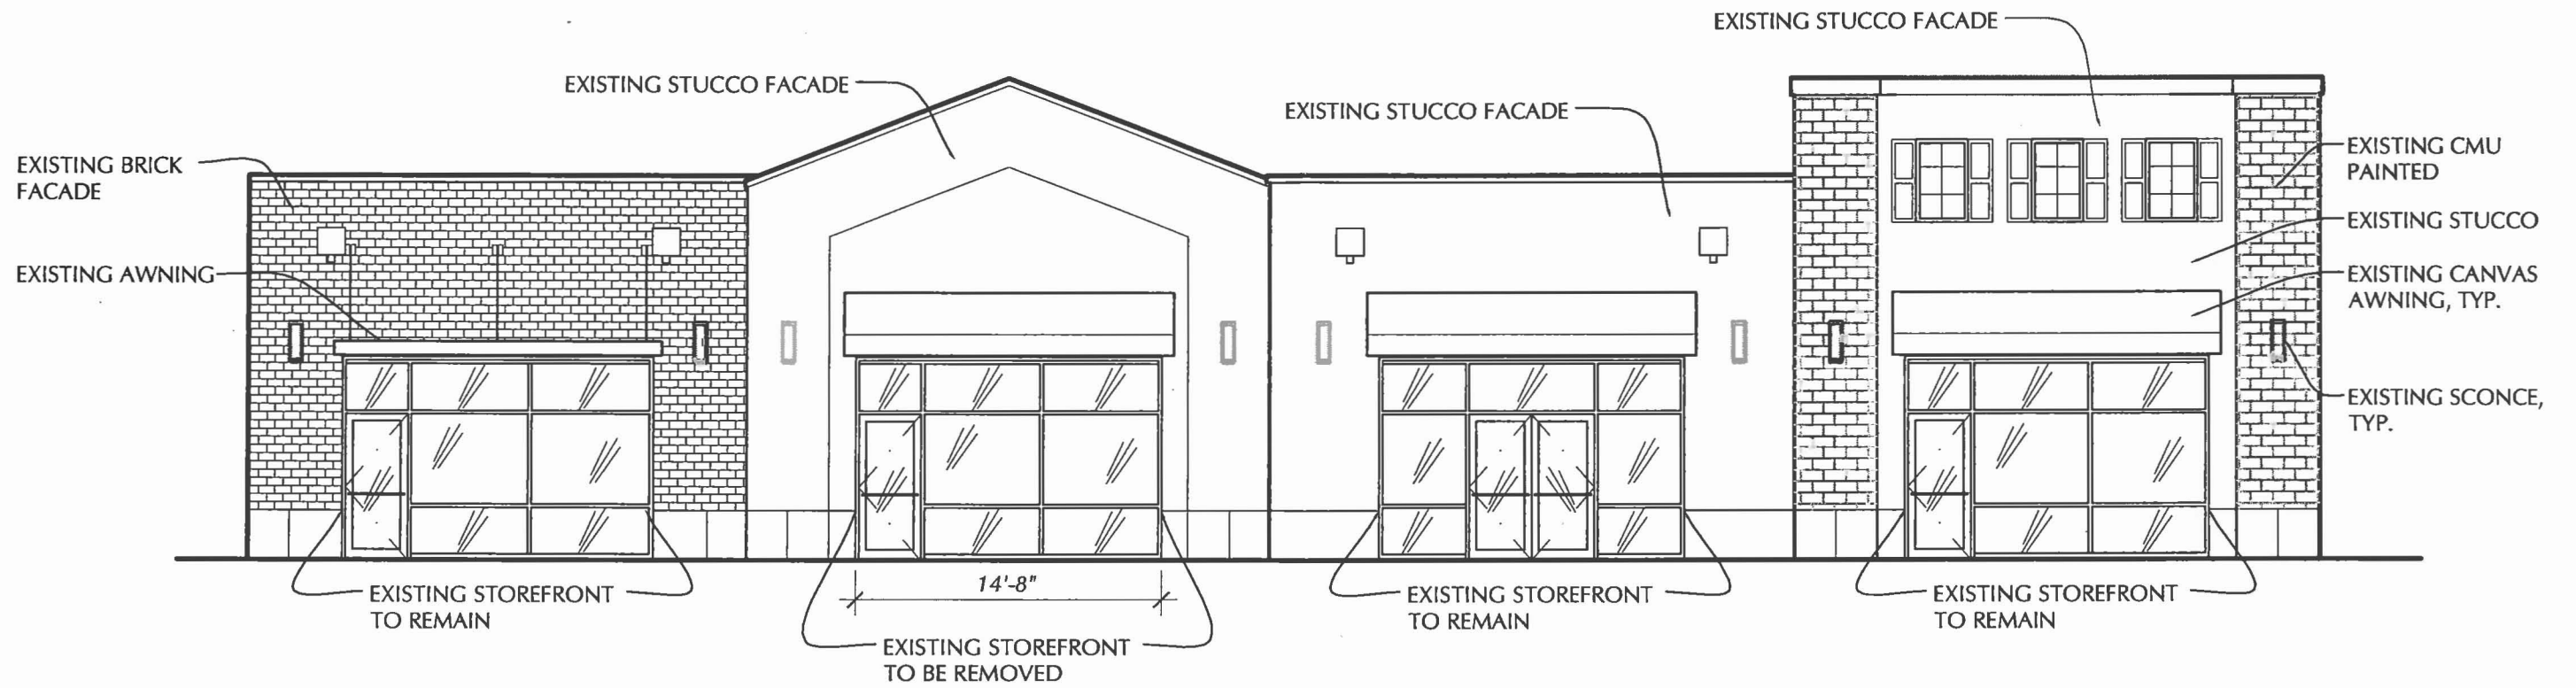 EXISTING STUCCO FACADE
EXISTING STUCCO FACADE
EXISTING STUCCO FACADE
EXISTING BRICK
FACADE
EXISTING CMU
PAINTED
EXISTING STUCCO
EXISTING AWNING
EXISTING CANVAS
AWNING, TYP.
EXISTING SCONCE,
TYP.
14'-8"
EXISTING STOREFRONT
TO REMAIN
EXISTING STOREFRONT
TO BE REMOVED
EXISTING STOREFRONT
TO REMAIN
EXISTING STOREFRONT
TO REMAIN